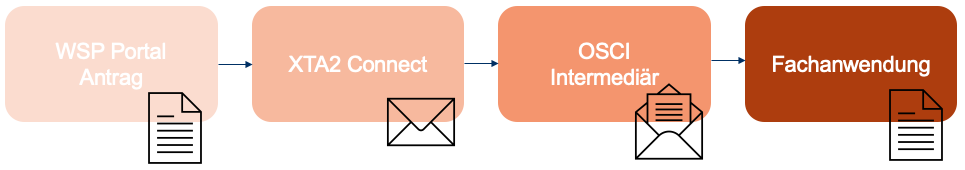 WSP Portal
Antrag
XTA2 Connect
OSCI
Intermediär
Fachanwendung